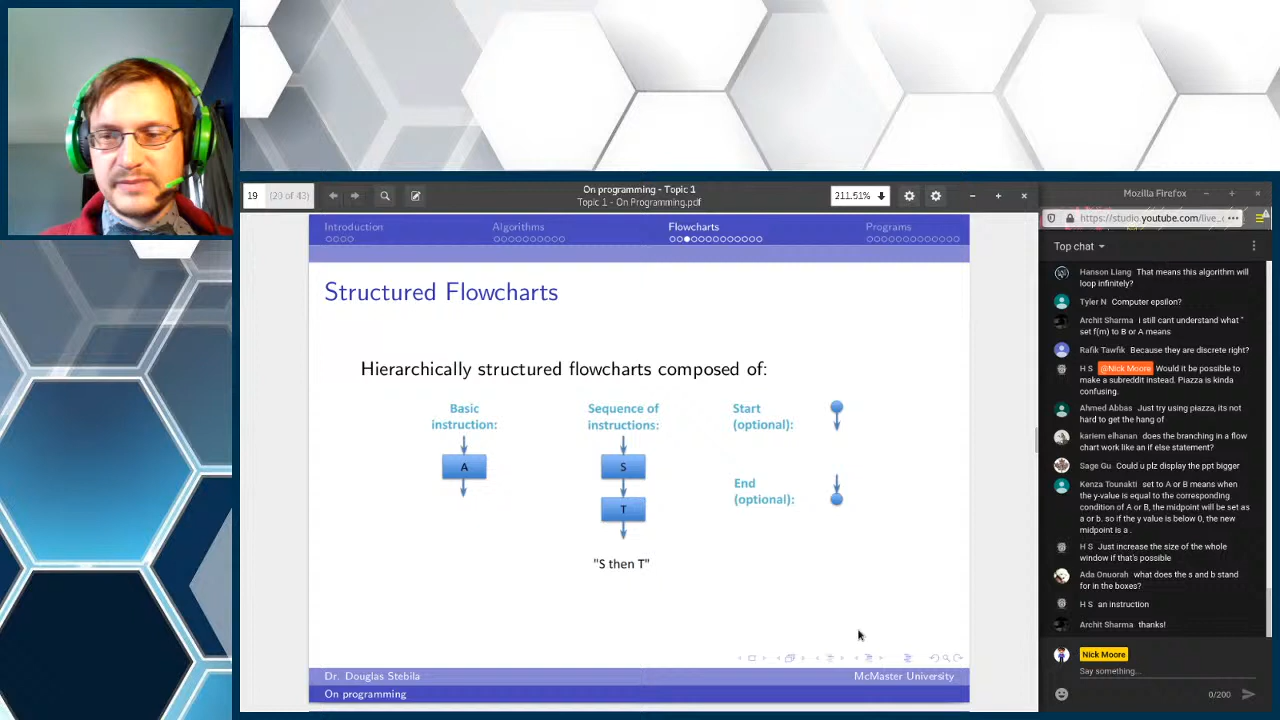 19
(20 of 43)
On programming - Topic 1
Topic 1 - On Programming.pdf
211.51%
Introduction
Algorithms
Flowcharts
Programs
Structured Flowcharts
Hierarchically structured flowcharts composed of:
Basic
instruction:
A
Sequence of
instructions:
S
T
"S then T"
Start
(optional):
End
(optional):
Dr. Douglas Stebila
McMaster University
On programming
Mozilla Firefox
https://studio.youtube.com/live_c
Top chat
Hanson Liang That means this algorithm will
loop infinitely?
Tyler N Computer epsilon?
Archit Sharma i still cant understand what "
set f(m) to B or A means
Rafik Tawfik Because they are discrete right?
H S @Nick Moore Would it be possible to
make a subreddit instead. Piazza is kinda
confusing.
Ahmed Abbas Just try using piazza, its not
hard to get the hang of
kariem elhanan does the branching in a flow
chart work like an if else statement?
Sage Gu Could u plz display the ppt bigger
Kenza Tounakti set to A or B means when
the y-value is equal to the corresponding
condition of A or B, the midpoint will be set as
a or b. so if the y value is below 0, the new
midpoint is a .
H S Just increase the size of the whole
window if that's possible
Ada Onuorah what does the s and b stand
for in the boxes?
H S an instruction
Archit Sharma thanks!
Nick Moore
Say something...
0/200